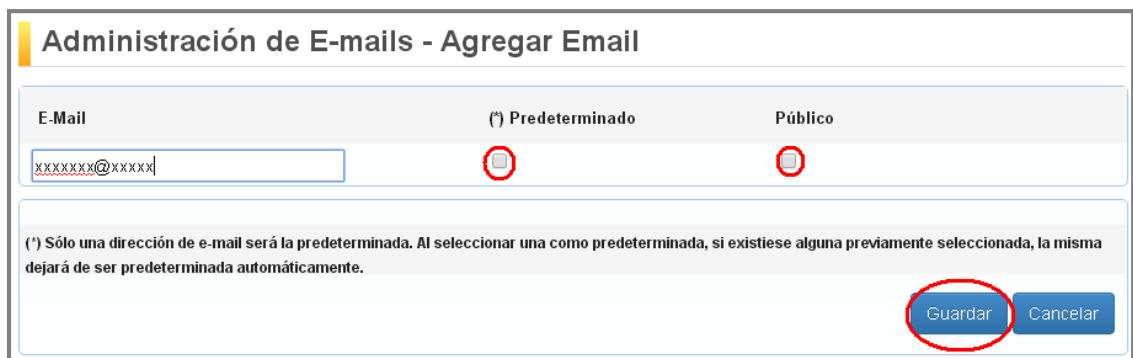 Administración de E-mails - Agregar Email
E-Mail (*) Predeterminado Público
xxxxxxx@xxxxx
(*) Sólo una dirección de e-mail será la predeterminada. Al seleccionar una como predeterminada, si existiese alguna previamente seleccionada, la misma
dejará de ser predeterminada automáticamente.
Guardar Cancelar